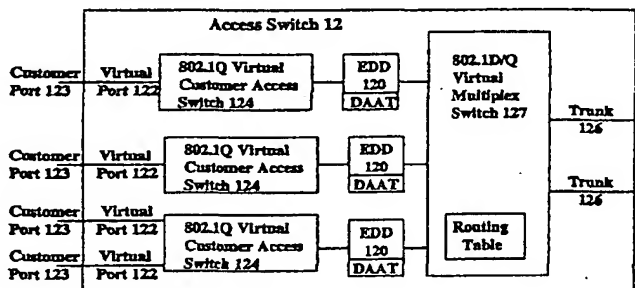 Access Switch 12
Customer
Port 123
Virtual
Port 122
802.1Q Virtual
Customer Access
Switch 124
EDD
120
DAAT
802.1D/Q
Virtual
Multiplex
Switch 127
Trunk
126
Customer
Port 123
Virtual
Port 122
802.1Q Virtual
Customer Access
Switch 124
EDD
120
DAAT
Trunk
126
Customer
Port 123
Virtual
Port 122
802.1Q Virtual
Customer Access
Switch 124
EDD
120
DAAT
Routing
Table
Customer
Port 123
Virtual
Port 122